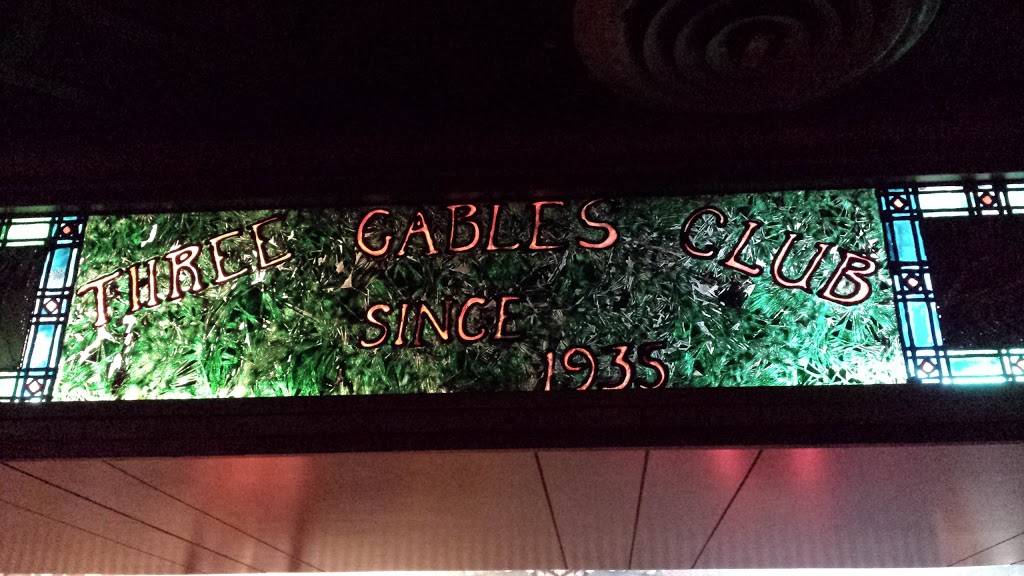 THREE GABLES CLUB
SINCE
1935